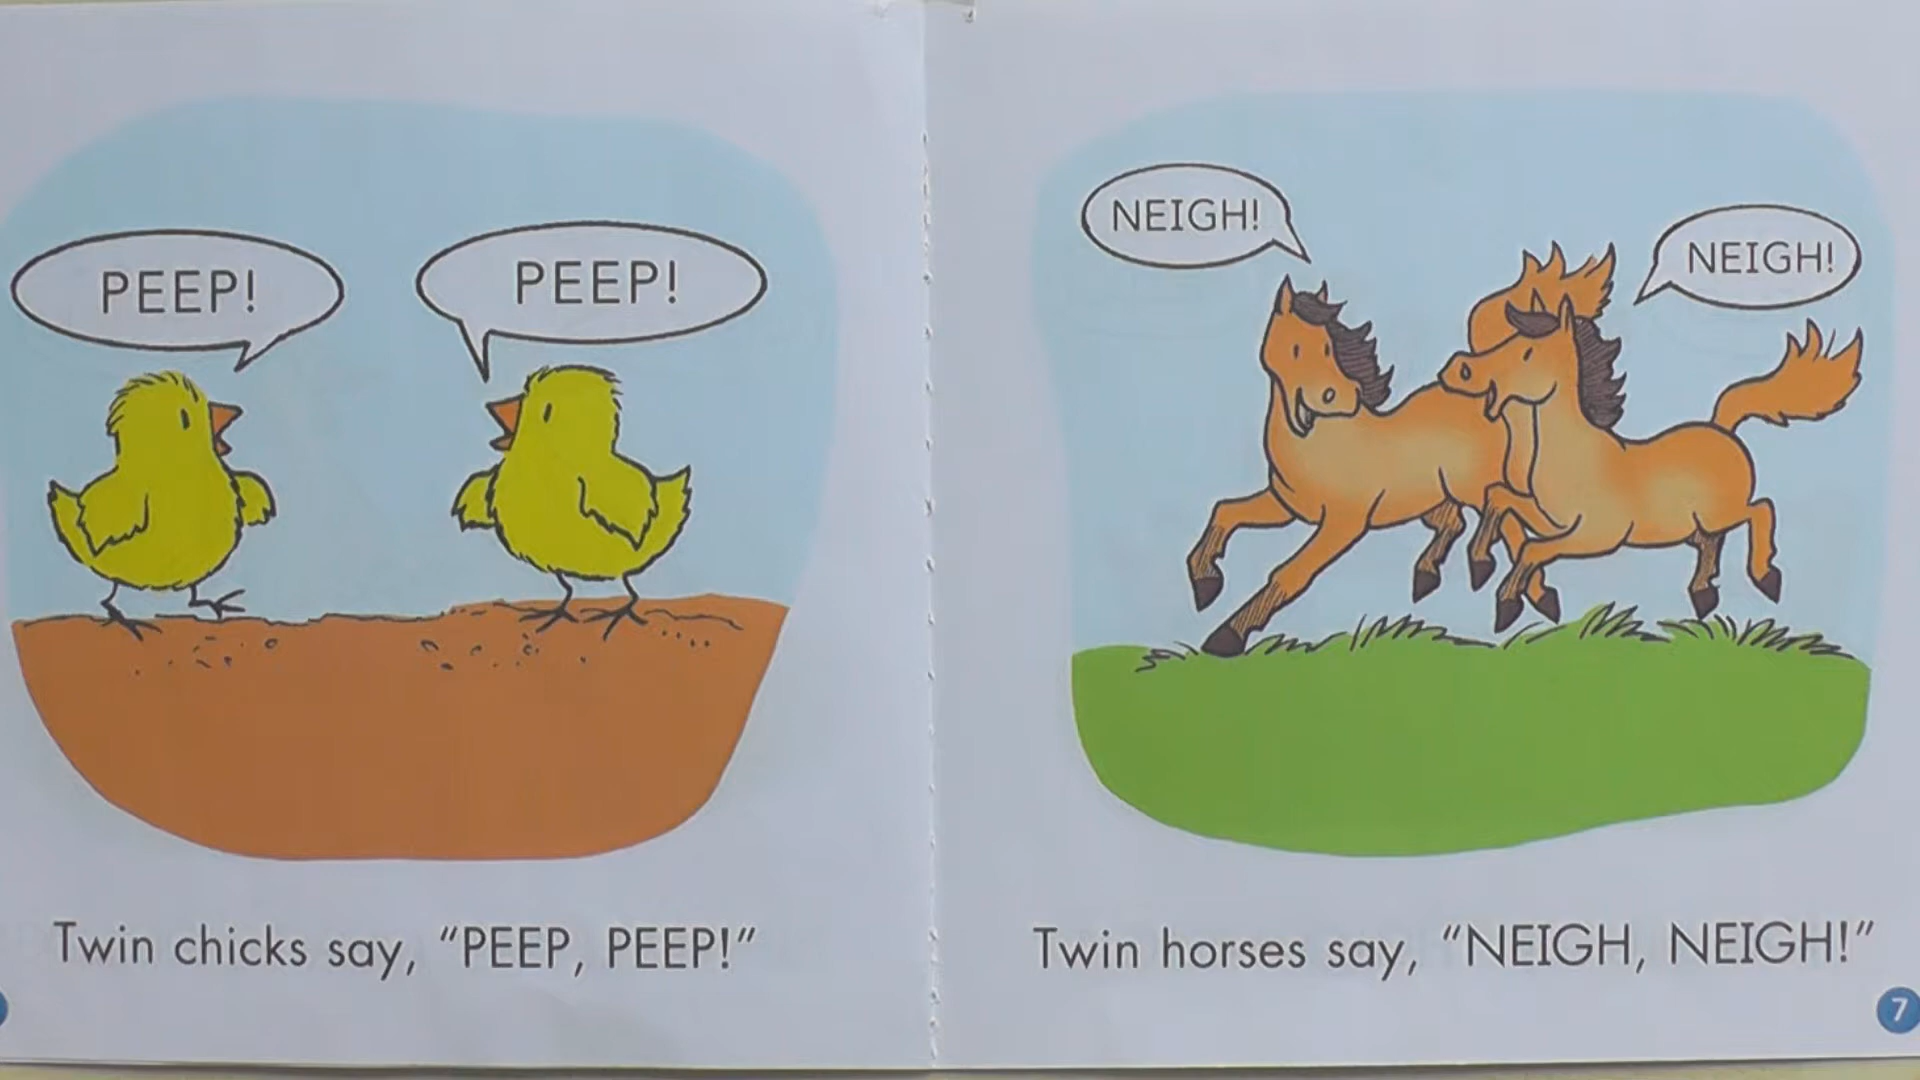 PEEP!
PEEP!
Twin chicks say, “PEEP, PEEP!”
NEIGH!
NEIGH!
Twin horses say, “NEIGH, NEIGH!”
7